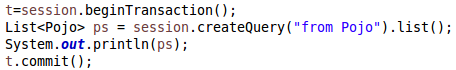 t=session.beginTransaction();
List<Pojo> ps = session.createQuery("from Pojo").list();
System.out.println(ps);
t.commit();